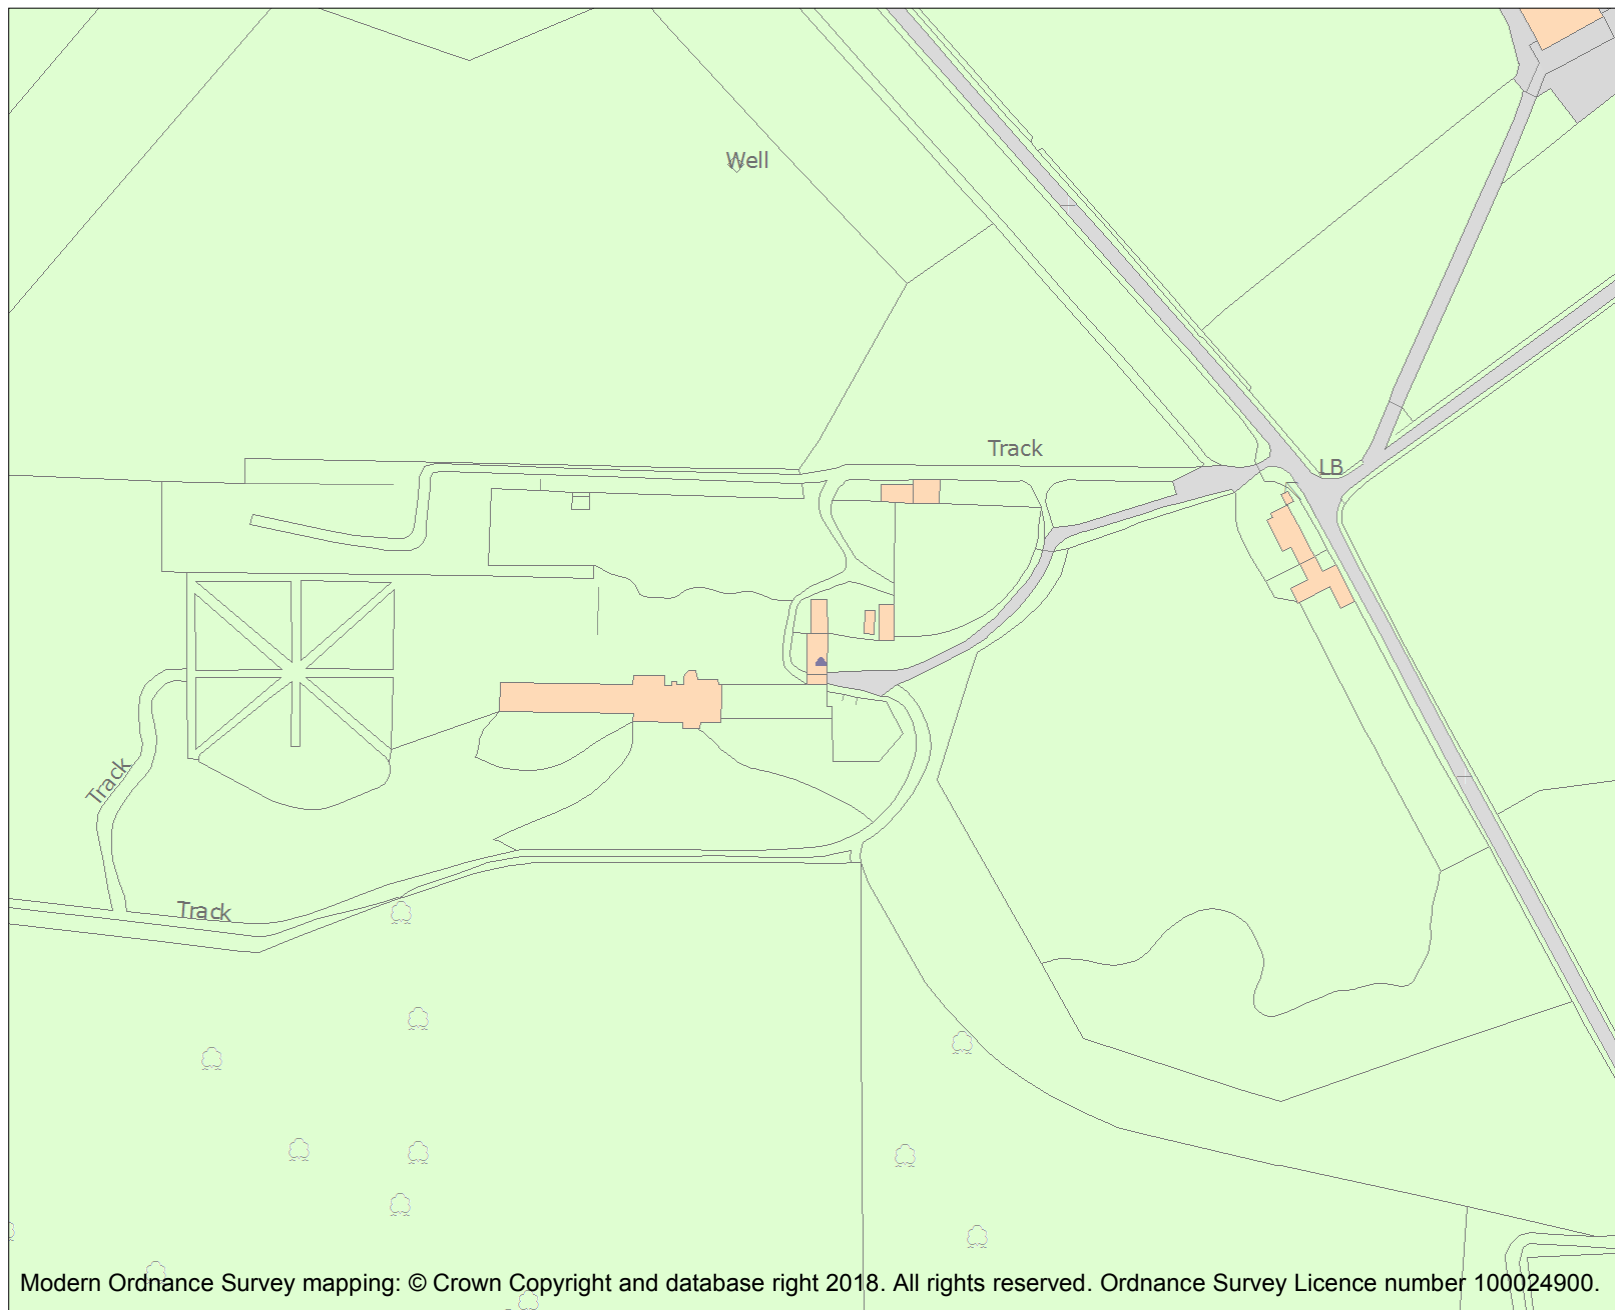 Well
Track
LB
Track
Track
Modern Ordnance Survey mapping: © Crown Copyright and database right 2018. All rights reserved. Ordnance Survey Licence number 100024900.